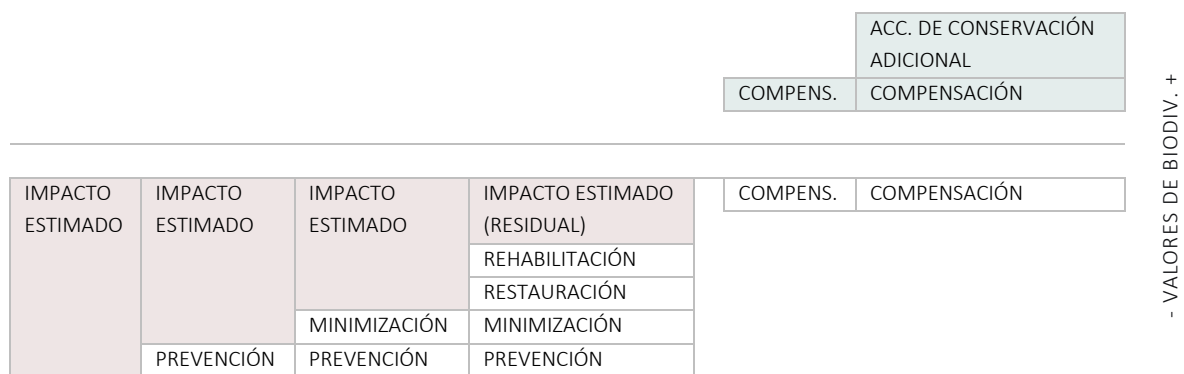 ACC. DE CONSERVACIÓN
ADICIONAL
COMPENS. COMPENSACIÓN
IMPACTO ESTIMADO
IMPACTO ESTIMADO
IMPACTO ESTIMADO
IMPACTO ESTIMADO (RESIDUAL)
COMPENS. COMPENSACIÓN
REHABILITACIÓN
RESTAURACIÓN
MINIMIZACIÓN MINIMIZACIÓN
PREVENCIÓN PREVENCIÓN PREVENCIÓN
- VALORES DE BIODIV. +